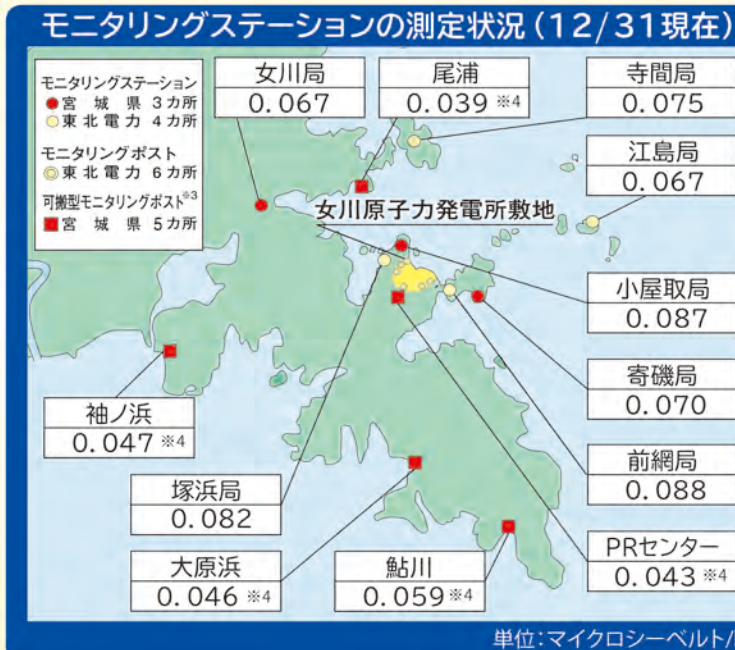 モニタリングステーションの測定状況(12/31現在)
モニタリングステーション
宮城県 3カ所
東北電力 4カ所
モニタリングポスト
東北電力 6カ所
可搬型モニタリングポスト※3
宮城県 5カ所
女川局
0.067
尾浦
0.039 ※4
寺間局
0.075
江島局
0.067
女川原子力発電所敷地
小屋取局
0.087
寄磯局
0.070
前網局
0.088
PRセンター
0.043 ※4
袖ノ浜
0.047 ※4
塚浜局
0.082
大原浜
0.046 ※4
鮎川
0.059 ※4
単位:マイクロシーベルト/